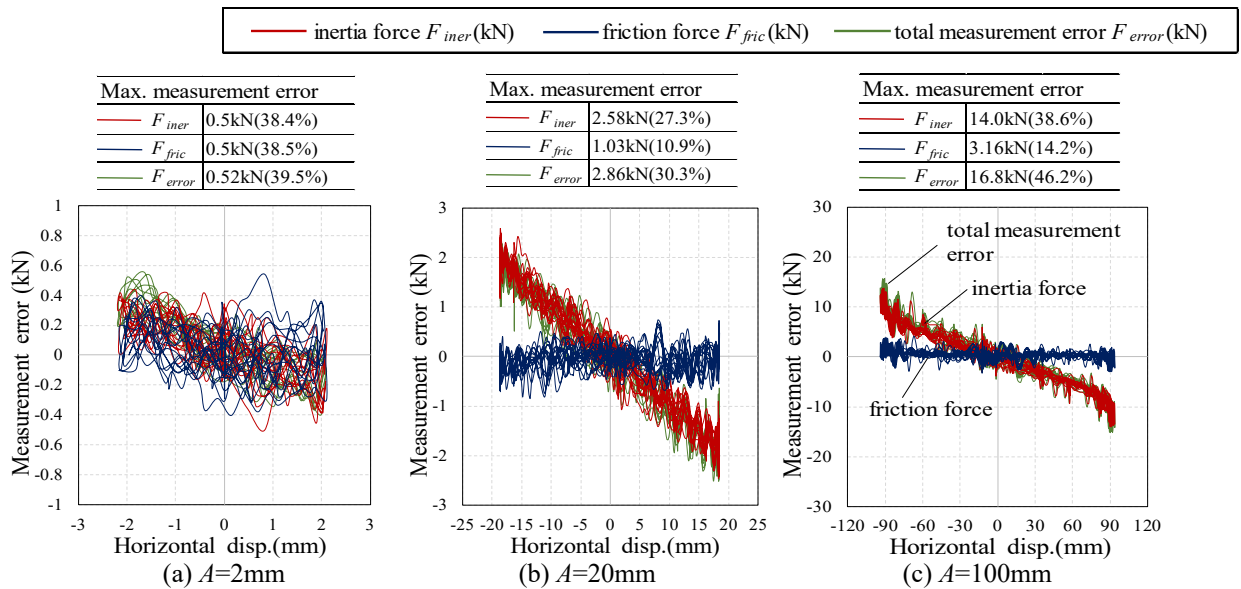 inertia force F iner(kN) friction force F fric(kN) total measurement error F error(kN)
Max. measurement error
F iner 0.5kN(38.4%)
F fric 0.5kN(38.5%)
F error 0.52kN(39.5%)
Measurement error (kN)
1
0.8
0.6
0.4
0.2
0
-0.2
-0.4
-0.6
-0.8
-1
-3 -2 -1 0 1 2 3
Horizontal disp.(mm)
(a) A=2mm
Max. measurement error
F iner 2.58kN(27.3%)
F fric 1.03kN(10.9%)
F error 2.86kN(30.3%)
Measurement error (kN)
3
2
1
0
-1
-2
-3
-25 -20 -15 -10 -5 0 5 10 15 20 25
Horizontal disp.(mm)
(b) A=20mm
Max. measurement error
F iner 14.0kN(38.6%)
F fric 3.16kN(14.2%)
F error 16.8kN(46.2%)
Measurement error (kN)
30
20
10
0
-10
-20
-30
total measurement
error
inertia force
friction force
-120 -90 -60 -30 0 30 60 90 120
Horizontal disp.(mm)
(c) A=100mm